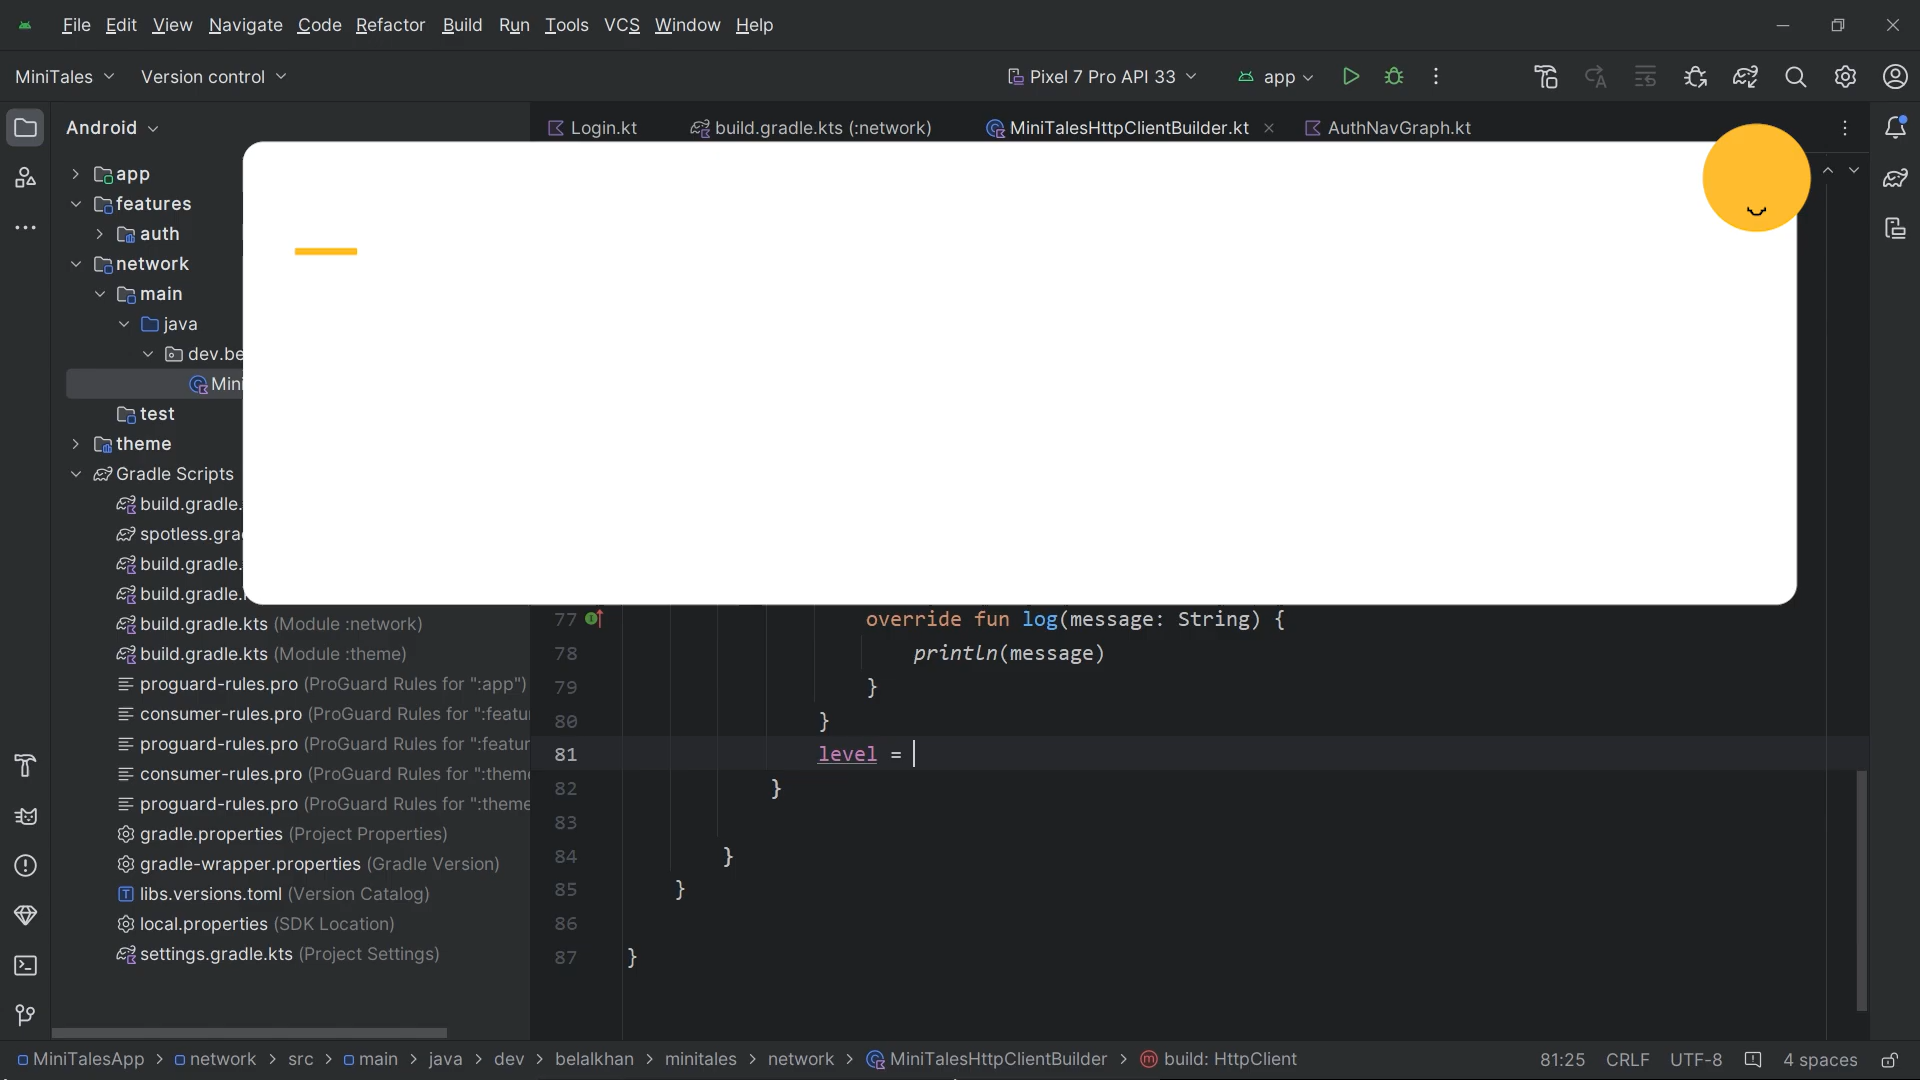 File Edit View Navigate Code Refactor Build Run Tools VCS Window Help
MiniTales Version control Pixel 7 Pro API 33 app
Android
Login.kt build.gradle.kts (:network) MiniTalesHttpClientBuilder.kt AuthNavGraph.kt
app
features
auth
network
main
java
dev.be
Mini
test
theme
Gradle Scripts
build.gradle.
spotless.gra
build.gradle.
build.gradle.
build.gradle.kts (Module :network)
build.gradle.kts (Module :theme)
proguard-rules.pro (ProGuard Rules for ":app")
consumer-rules.pro (ProGuard Rules for ":featu
proguard-rules.pro (ProGuard Rules for ":featur
consumer-rules.pro (ProGuard Rules for ":them
proguard-rules.pro (ProGuard Rules for ":theme
gradle.properties (Project Properties)
gradle-wrapper.properties (Gradle Version)
libs.versions.toml (Version Catalog)
local.properties (SDK Location)
settings.gradle.kts (Project Settings)
77 override fun log(message: String) {
78 println(message)
79 }
80 }
81 level =
82 }
83
84 }
85 }
86
87 }
MiniTalesApp > network > src > main > java > dev > belalkhan > minitales > network > MiniTalesHttpClientBuilder > build: HttpClient 81:25 CRLF UTF-8 4 spaces